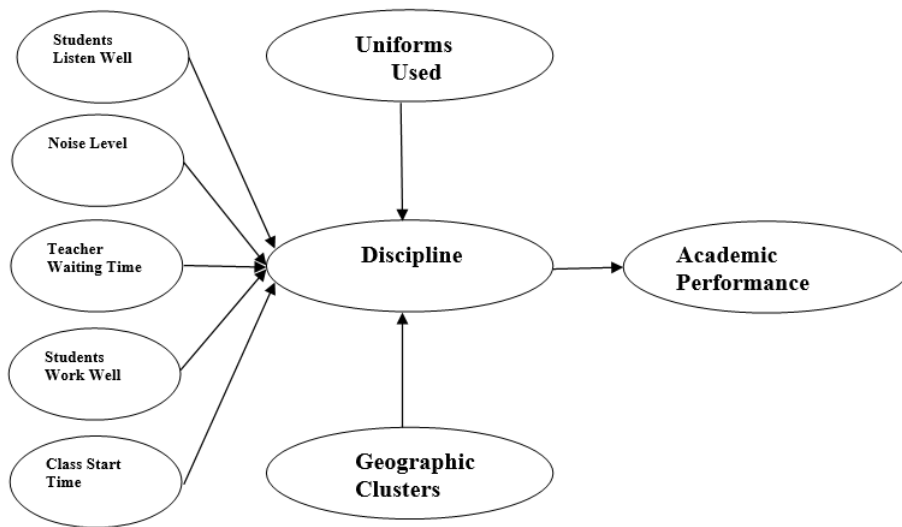 Students
Listen Well
Noise Level
Teacher
Waiting Time
Students
Work Well
Class Start
Time
Uniforms
Used
Discipline
Geographic
Clusters
Academic
Performance